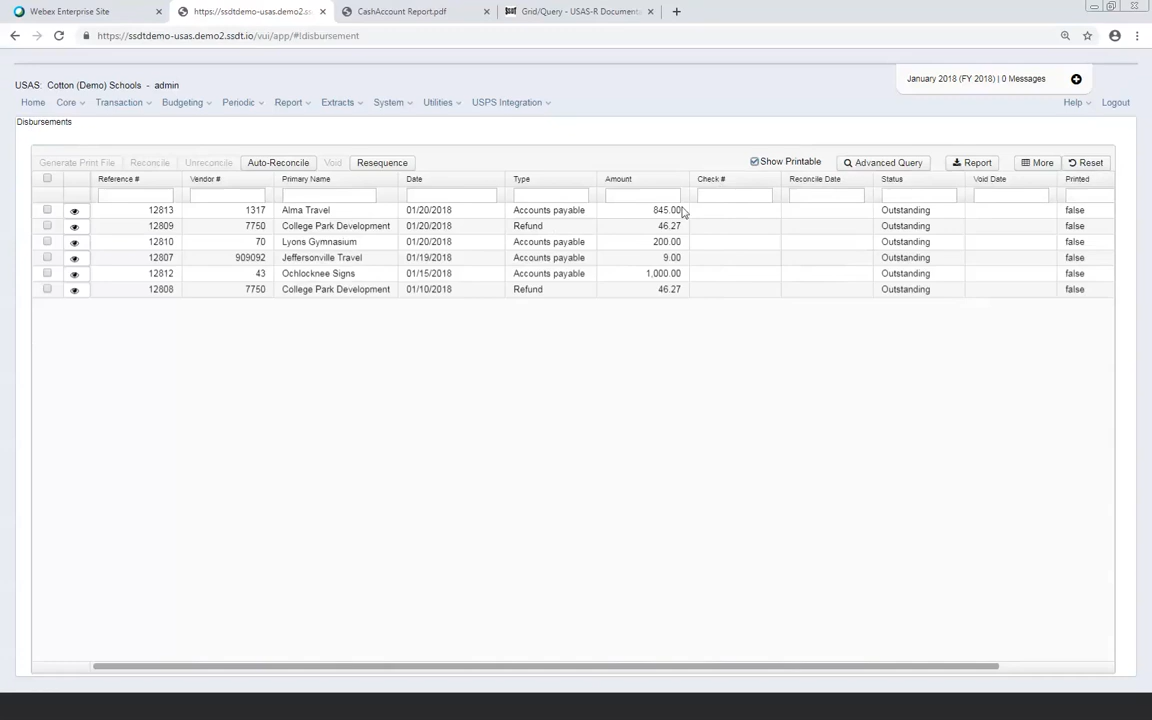 Webex Enterprise Site
https://ssdtdemo-usas.demo2.ss
CashAccount Report.pdf
Grid/Query - USAS-R Documenta
https://ssdtdemo-usas.demo2.ssdt.io/vui/app/#!disbursement
January 2018 (FY 2018) | 0 Messages
USAS: Cotton (Demo) Schools - admin
Home Core Transaction Budgeting Periodic Report Extracts System Utilities USPS Integration Help Logout
Disbursements
Generate Print File Reconcile Unreconcile Auto-Reconcile Void Resequence Show Printable Advanced Query Report More Reset
Reference # Vendor # Primary Name Date Type Amount Check # Reconcile Date Status Void Date Printed
12813 1317 Alma Travel 01/20/2018 Accounts payable 845.00 Outstanding false
12809 7750 College Park Development 01/20/2018 Refund 46.27 Outstanding false
12810 70 Lyons Gymnasium 01/20/2018 Accounts payable 200.00 Outstanding false
12807 909092 Jeffersonville Travel 01/19/2018 Accounts payable 9.00 Outstanding false
12812 43 Ochlocknee Signs 01/15/2018 Accounts payable 1,000.00 Outstanding false
12808 7750 College Park Development 01/10/2018 Refund 46.27 Outstanding false